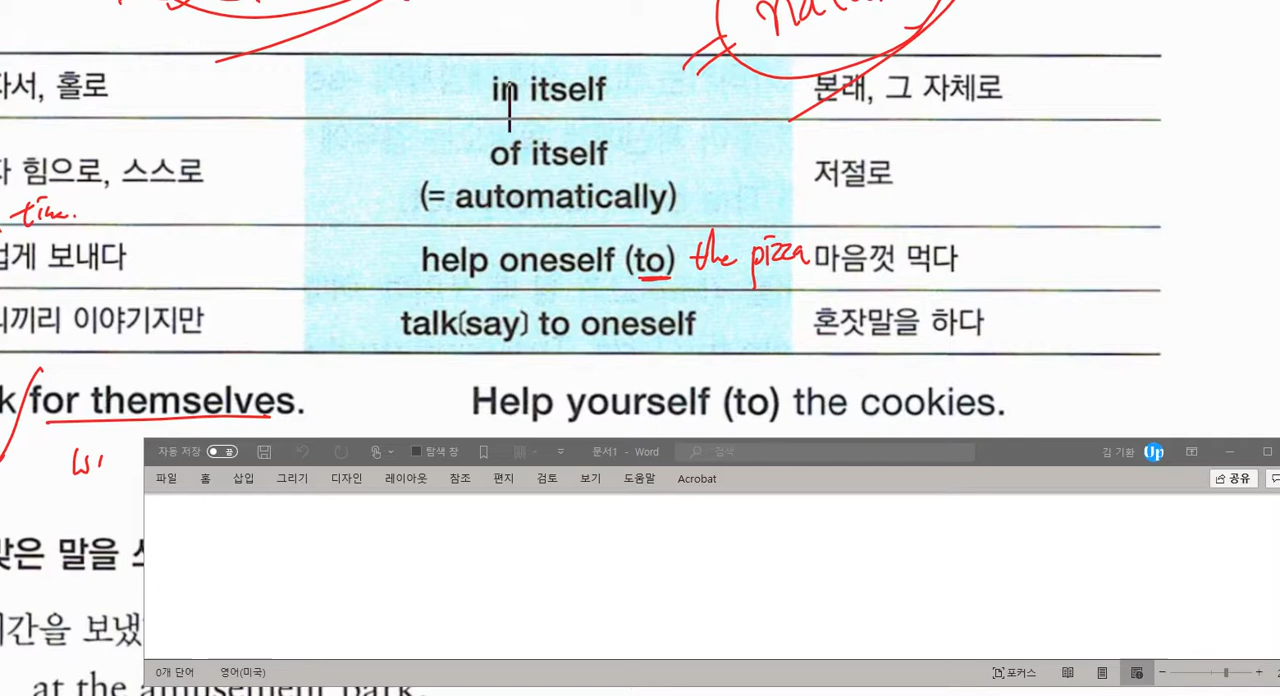 자서, 홀로 in itself 본래, 그 자체로
of itself
힘으로, 스스로 (= automatically) 저절로
time.
겁게 보내다 help oneself (to) the pizza 마음껏 먹다
끼리 이야기지만 talk(say) to oneself 혼잣말을 하다
k for themselves. Help yourself (to) the cookies.
wi
자동 저장 끔 탐색 창 문서1 - Word 검색 김 기환 Up
파일 홈 삽입 그리기 디자인 레이아웃 참조 편지 검토 보기 도움말 Acrobat 공유
맞은 말을
시간을 보냈
0개 단어 영어(미국) 포커스
at the amusement park.